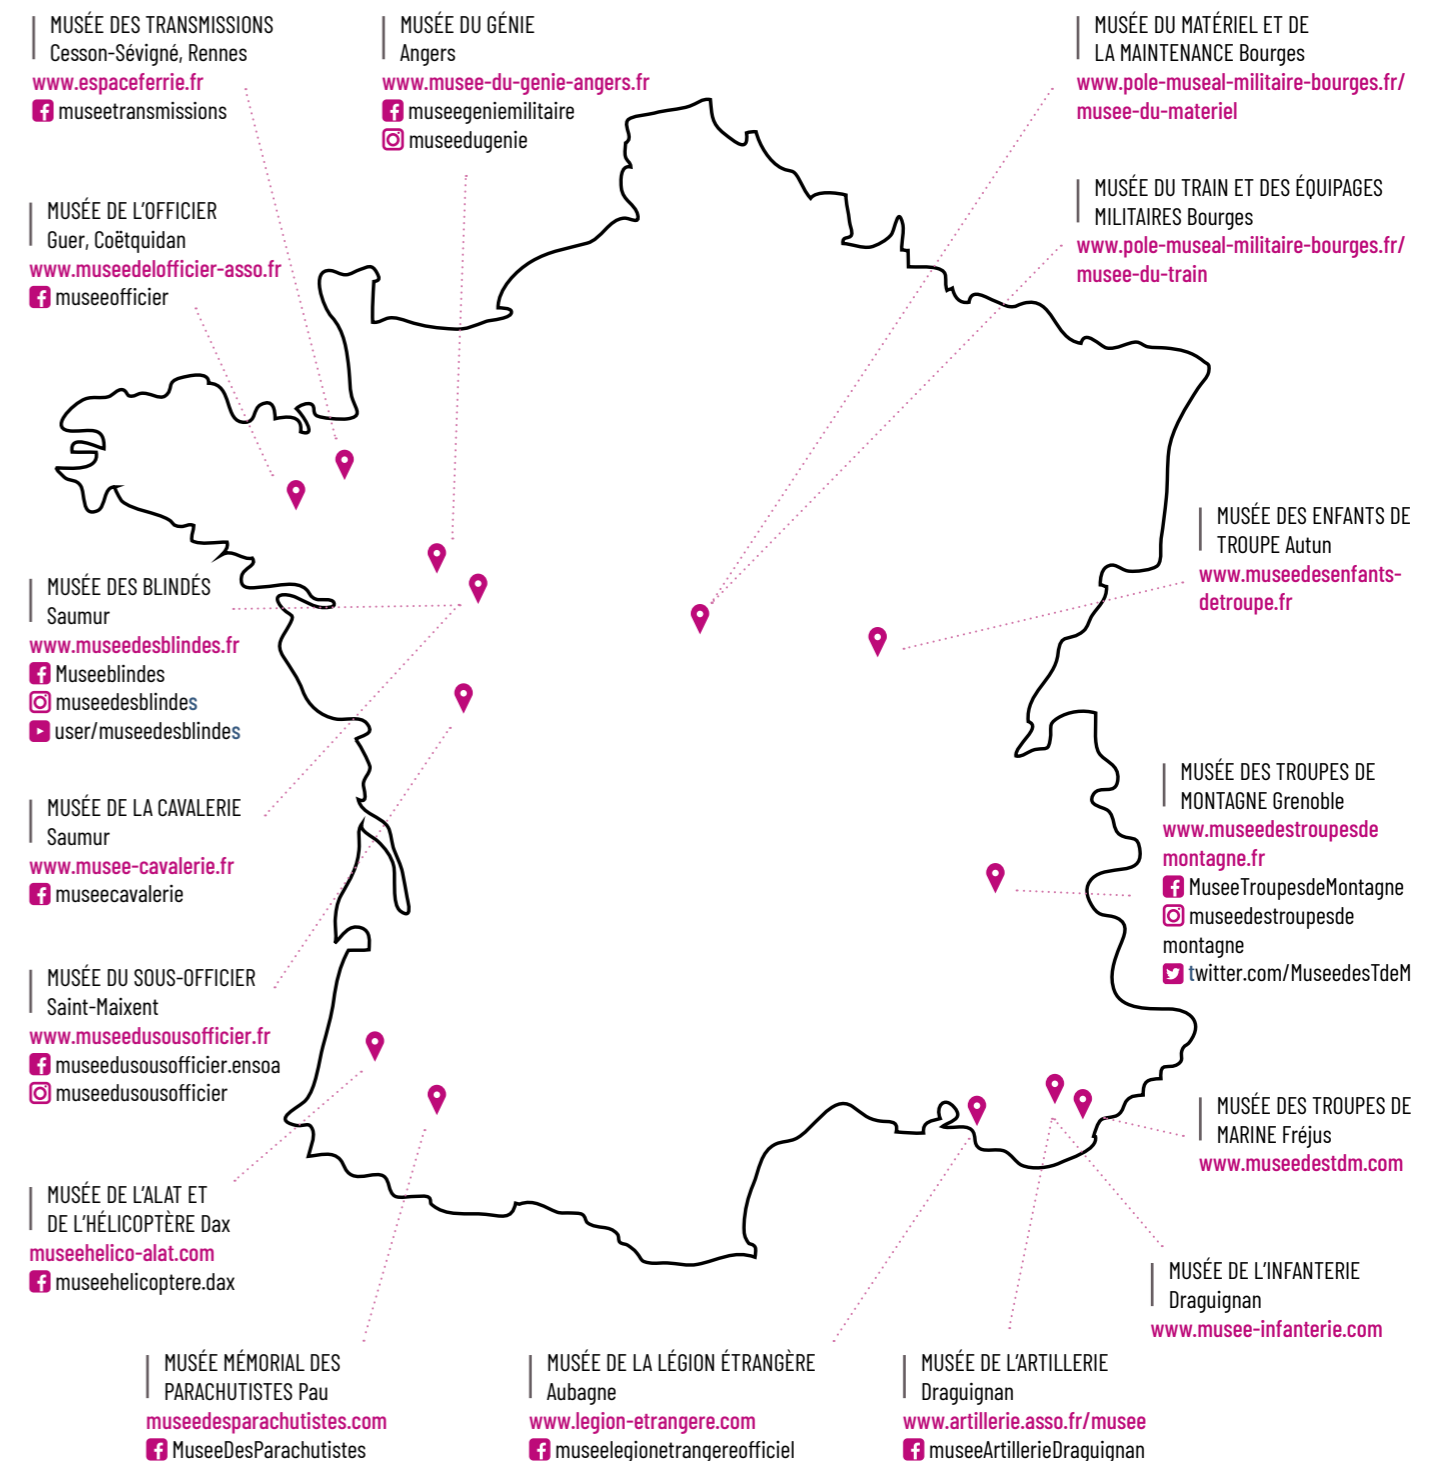 MUSÉE DES TRANSMISSIONS
Cesson-Sévigné, Rennes
www.espaceferrie.fr
museetransmissions
MUSÉE DU GÉNIE
Angers
www.musee-du-genie-angers.fr
museegeniemilitaire
museedugenie
MUSÉE DU MATÉRIEL ET DE
LA MAINTENANCE Bourges
www.pole-museal-militaire-bourges.fr/
musee-du-materiel
MUSÉE DU TRAIN ET DES ÉQUIPAGES
MILITAIRES Bourges
www.pole-museal-militaire-bourges.fr/
musee-du-train
MUSÉE DE L'OFFICIER
Guer, Coëtquidan
www.museedelofficier-asso.fr
museeofficier
MUSÉE DES ENFANTS DE
TROUPE Autun
www.museedesenfants-
detroupe.fr
MUSÉE DES BLINDÉS
Saumur
www.museedesblindes.fr
Museeblindes
museedesblindes
user/museedesblindes
MUSÉE DE LA CAVALERIE
Saumur
www.musee-cavalerie.fr
museecavalerie
MUSÉE DES TROUPES DE
MONTAGNE Grenoble
www.museedestroupesde
montagne.fr
MuseeTroupesdeMontagne
museedestroupesde
montagne
twitter.com/MuseedesTdeM
MUSÉE DU SOUS-OFFICIER
Saint-Maixent
www.museedusousofficier.fr
museedusousofficier.ensoa
museedusousofficier
MUSÉE DES TROUPES DE
MARINE Fréjus
www.museedestdm.com
MUSÉE DE L'ALAT ET
DE L'HÉLICOPTÈRE Dax
museehelico-alat.com
museehelicoptere.dax
MUSÉE DE L'INFANTERIE
Draguignan
www.musee-infanterie.com
MUSÉE MÉMORIAL DES
PARACHUTISTES Pau
museedesparachutistes.com
MuseeDesParachutistes
MUSÉE DE LA LÉGION ÉTRANGÈRE
Aubagne
www.legion-etrangere.com
museelegionetrangereofficiel
MUSÉE DE L'ARTILLERIE
Draguignan
www.artillerie.asso.fr/musee
museeArtillerieDraguignan